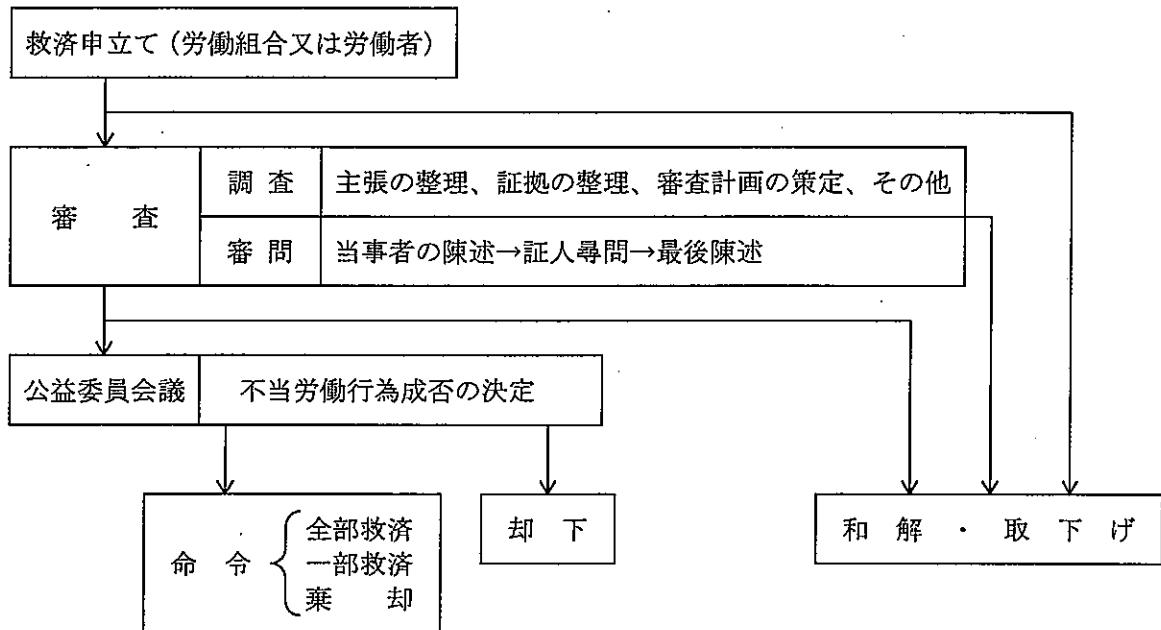 救済申立て（労働組合又は労働者）
審　査
調 査
主張の整理、証拠の整理、審査計画の策定、その他
審 問
当事者の陳述→証人尋問→最後陳述
公益委員会議
不当労働行為成否の決定
命 令
全部救済
一部救済
棄　却
却 下
和 解 ・ 取 下 げ